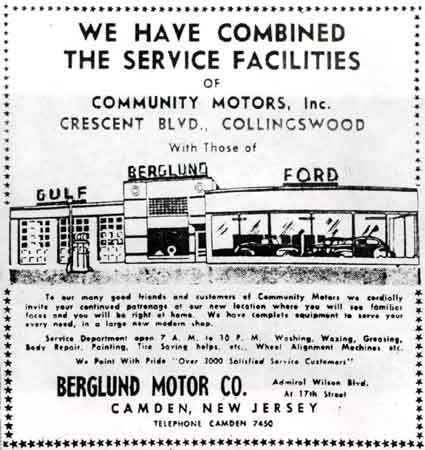 WE HAVE COMBINED
THE SERVICE FACILITIES
OF
COMMUNITY MOTORS, Inc.
CRESCENT BLVD., COLLINGSWOOD
With Those of
GULF BERGLUND FORD
To our many good friends and customers of Community Motors we cordially
invite your continued patronage at our new location where you will see familiar
faces and you will be right at home. We have complete equipment to serve your
every need, in a large new modern shop.
Service Department open 7 A. M. to 10 P. M. Washing, Waxing, Greasing,
Body Repair, Painting, Tire Saving helps, etc., Wheel Alignment Machines etc.
We Point With Pride "Over 3000 Satisfied Service Customers"
BERGLUND MOTOR CO. Admiral Wilson Blvd.
At 17th Street
CAMDEN, NEW JERSEY
TELEPHONE CAMDEN 7450